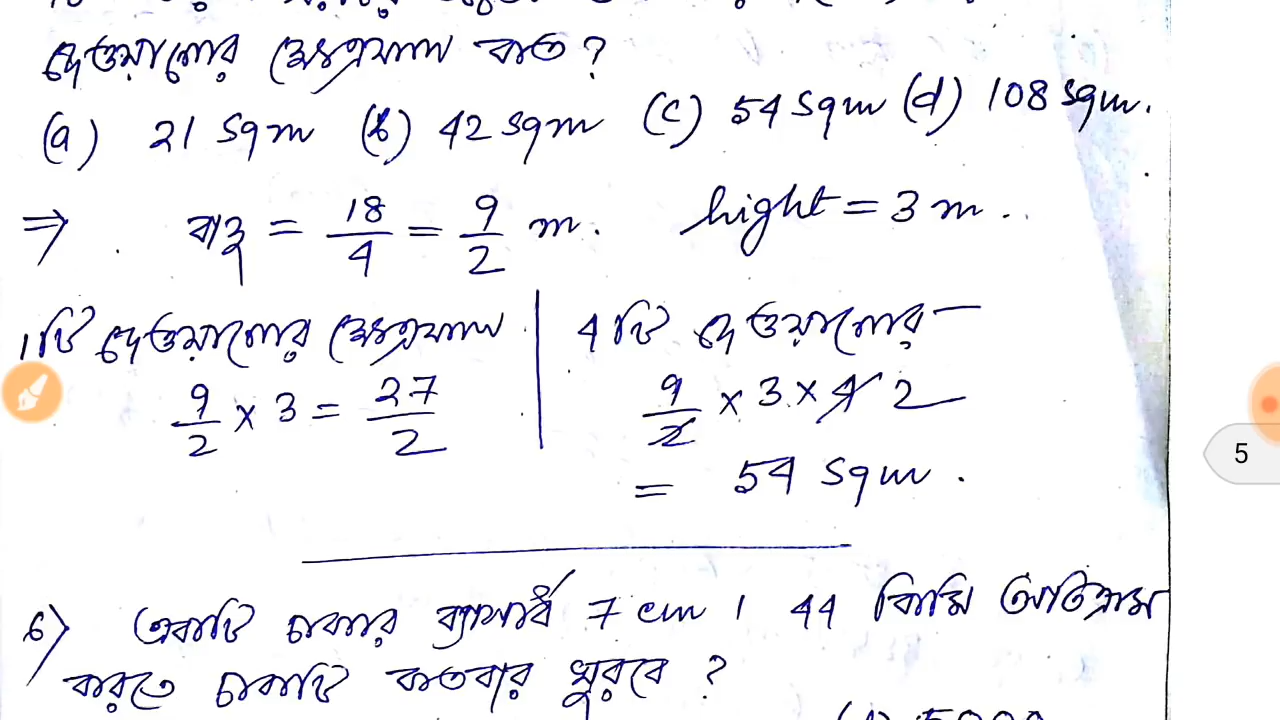 দেওয়ালের ক্ষেত্রফল কত ?
(a) 21 sqm (b) 42 sqm (c) 54 sqm (d) 108 sqm.
⇒ বাহু = 18/4 = 9/2 m. hight = 3 m.
1টি দেওয়ালের ক্ষেত্রফল
9/2 × 3 = 27/2
4টি দেওয়ালের —
9/2 × 3 × 4 2
= 54 sqm.
6) একটি চাকার ব্যাসার্ধ 7 cm । 44 কিমি অতিক্রম
করতে চাকাটি কতবার ঘুরবে ?
5